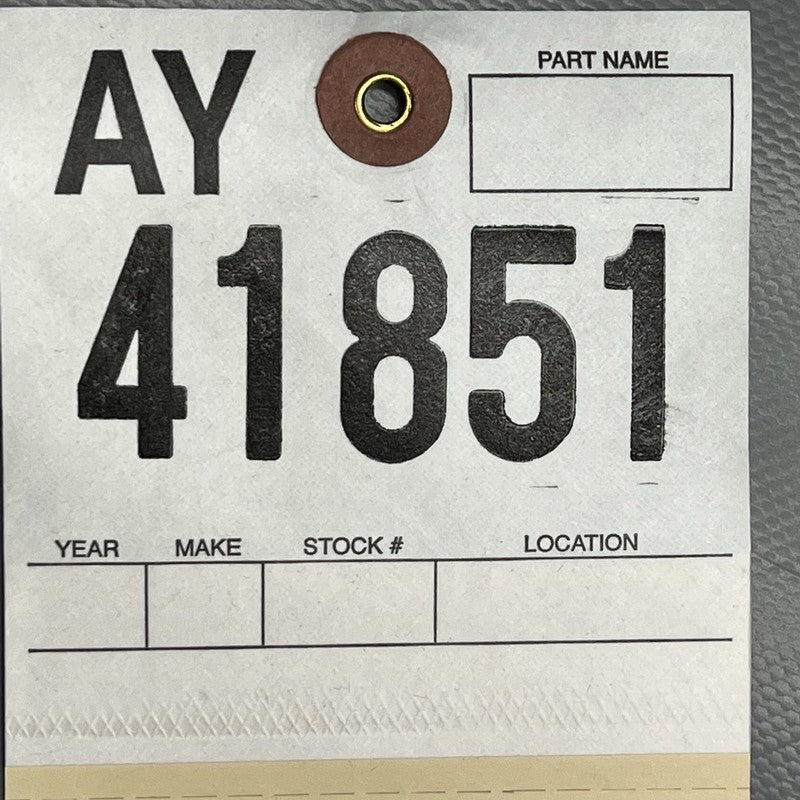 AY
PART NAME
41851
YEAR MAKE STOCK # LOCATION